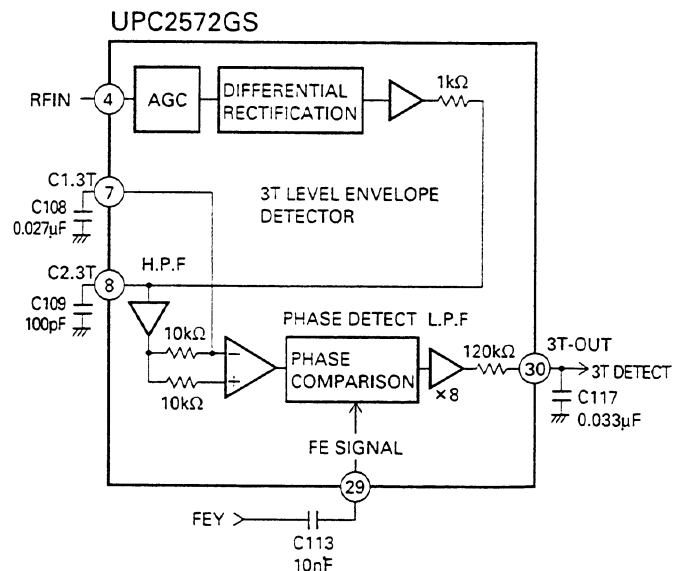 UPC2572GS
RFIN
4
AGC
DIFFERENTIAL
RECTIFICATION
1kΩ
C1.3T
7
C108
0.027μF
3T LEVEL ENVELOPE
DETECTOR
C2.3T
8
H.P.F
C109
100pF
10kΩ
−
+
10kΩ
PHASE DETECT L.P.F
PHASE
COMPARISON
×8
120kΩ
30
3T-OUT
3T DETECT
C117
0.033μF
FE SIGNAL
29
FEY
C113
10nF